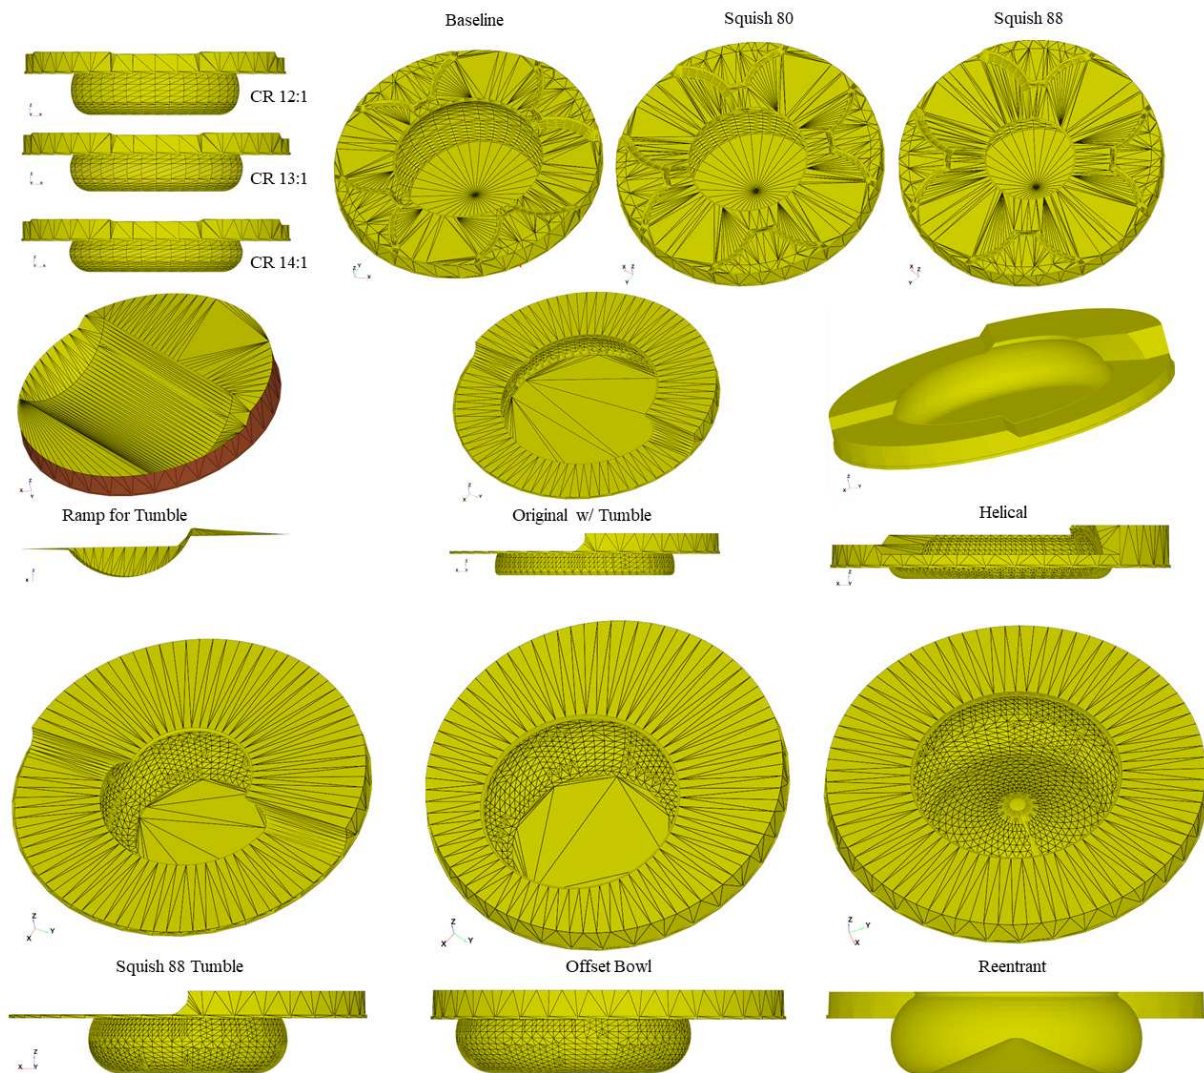 Baseline
Squish 80
Squish 88
CR 12:1
CR 13:1
CR 14:1
Ramp for Tumble
Original w/ Tumble
Helical
Squish 88 Tumble
Offset Bowl
Reentrant